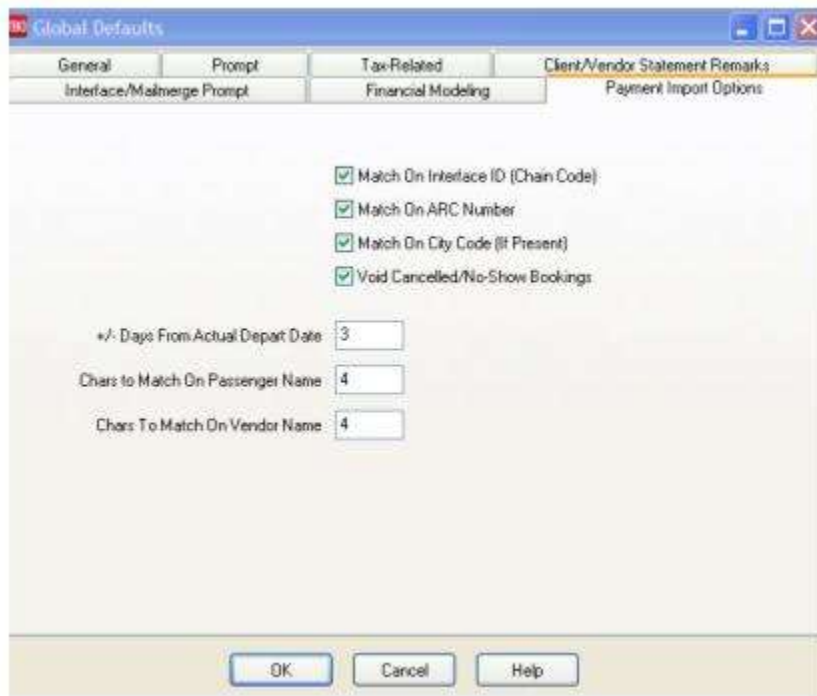 Global Defaults
General Prompt Tax-Related Client/Vendor Statement Remarks
Interface/Mailmerge Prompt Financial Modeling Payment Import Options
Match On Interface ID (Chain Code)
Match On ARC Number
Match On City Code (If Present)
Void Cancelled/No-Show Bookings
+/- Days From Actual Depart Date 3
Chars to Match On Passenger Name 4
Chars To Match On Vendor Name 4
OK Cancel Help